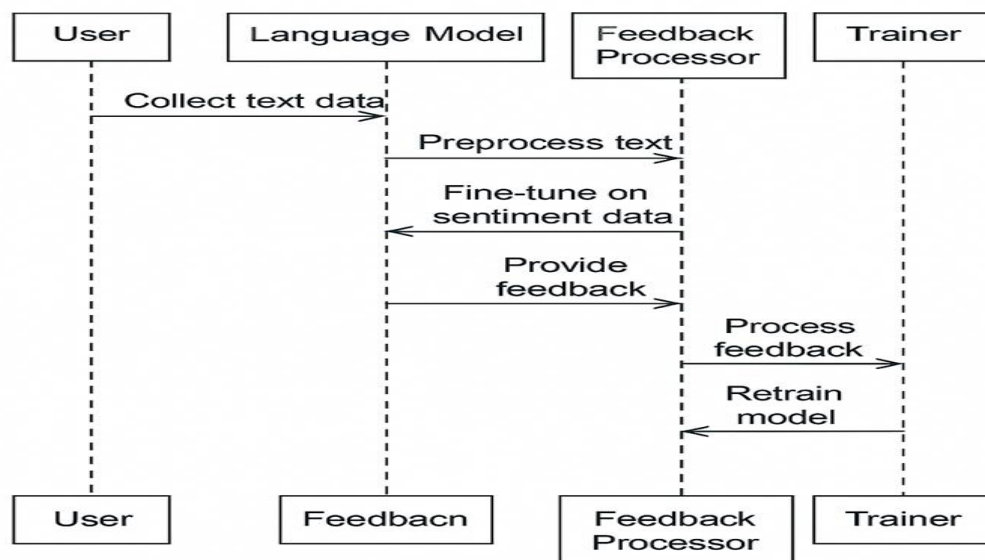 User
Language Model
Feedback
Processor
Trainer
Collect text data
Preprocess text
Fine-tune on
sentiment data
Provide
feedback
Process
feedback
Retrain
model
User
Feedbacn
Feedback
Processor
Trainer